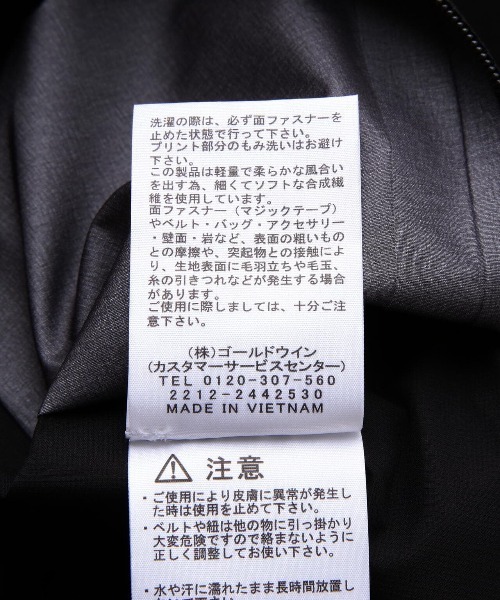 洗濯の際は、必ず面ファスナーを
止めた状態で行って下さい。
プリント部分のもみ洗いはお避け
下さい。
この製品は軽量で柔らかな風合い
を出す為、細くてソフトな合成繊
維を使用しています。
面ファスナー(マジックテープ)
やベルト・バッグ・アクセサリー
・壁面・岩など、表面の粗いもの
との摩擦や、突起物との接触によ
り、生地表面に毛羽立ちや毛玉、
糸の引きつれなどが発生する場合
があります。
ご使用に際しましては、十分ご注
意下さい。
(株)ゴールドウイン
(カスタマーサービスセンター)
TEL 0120-307-560
2212-2442530
MADE IN VIETNAM
注意
・ご使用により皮膚に異常が発生し
た時は使用を止めて下さい。
・ベルトや紐は他の物に引っ掛かり
大変危険ですので絡まないように
正しく調整してお使い下さい。
・水や汗に濡れたまま長時間放置し